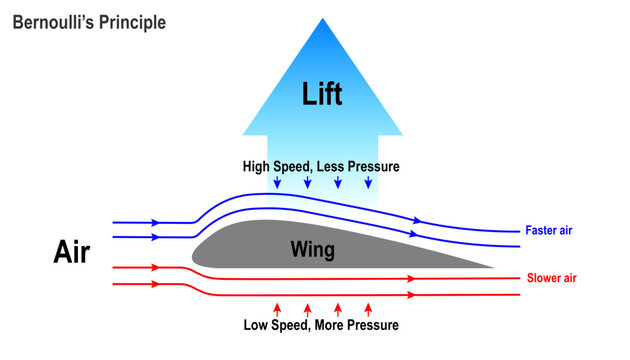 Bernoulli's Principle
Lift
High Speed, Less Pressure
Faster air
Air
Wing
Slower air
Low Speed, More Pressure